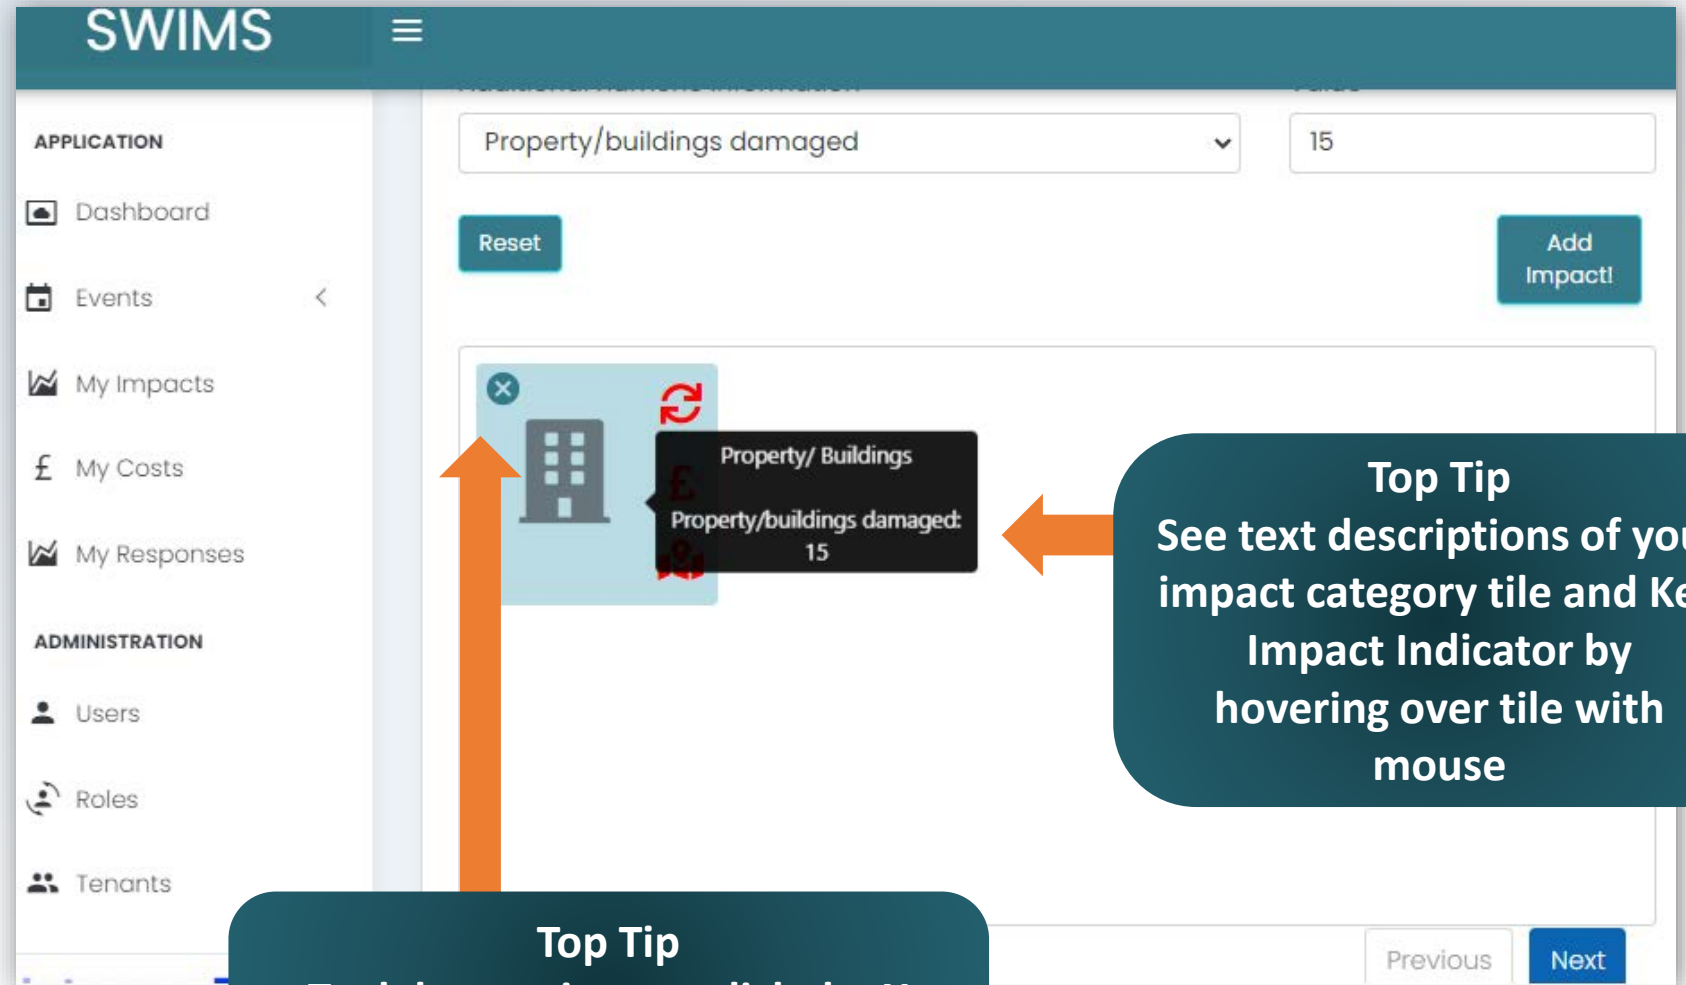 SWIMS
APPLICATION
Dashboard
Events
My Impacts
£ My Costs
My Responses
ADMINISTRATION
Users
Roles
Tenants
Property/buildings damaged
15
Reset
Add
Impact!
Property/ Buildings
£
Property/buildings damaged:
15
Top Tip
See text descriptions of you
impact category tile and Ke
Impact Indicator by
hovering over tile with
mouse
Top Tip
Previous
Next